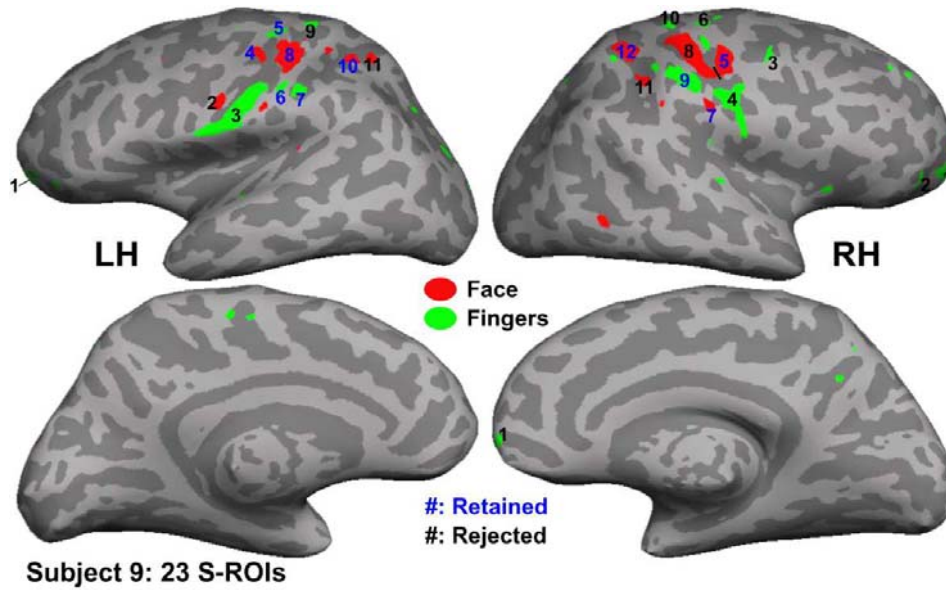 5 9
4 8 10 11
2 6 7
3
1
LH
10 6
12 8 5 3
11 9 4
7
2
RH
Face
Fingers
1
#: Retained
#: Rejected
Subject 9: 23 S-ROIs